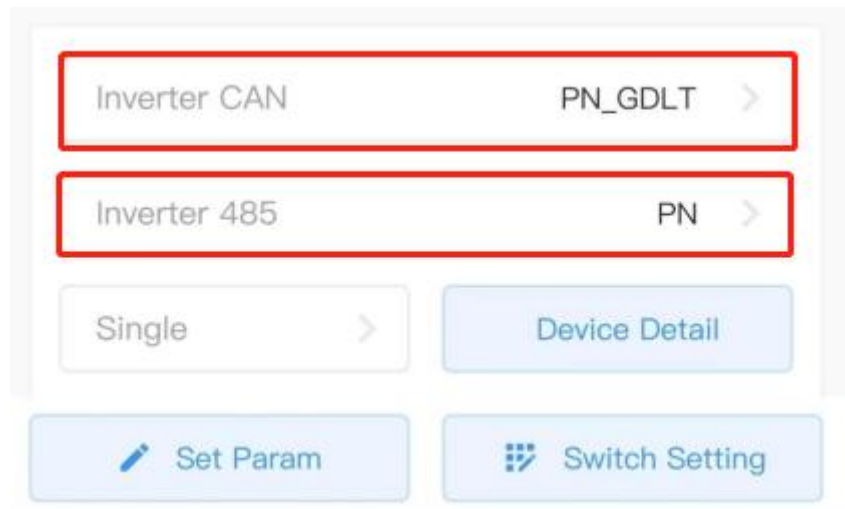 Inverter CAN PN_GDLT
Inverter 485 PN
Single Device Detail
Set Param Switch Setting